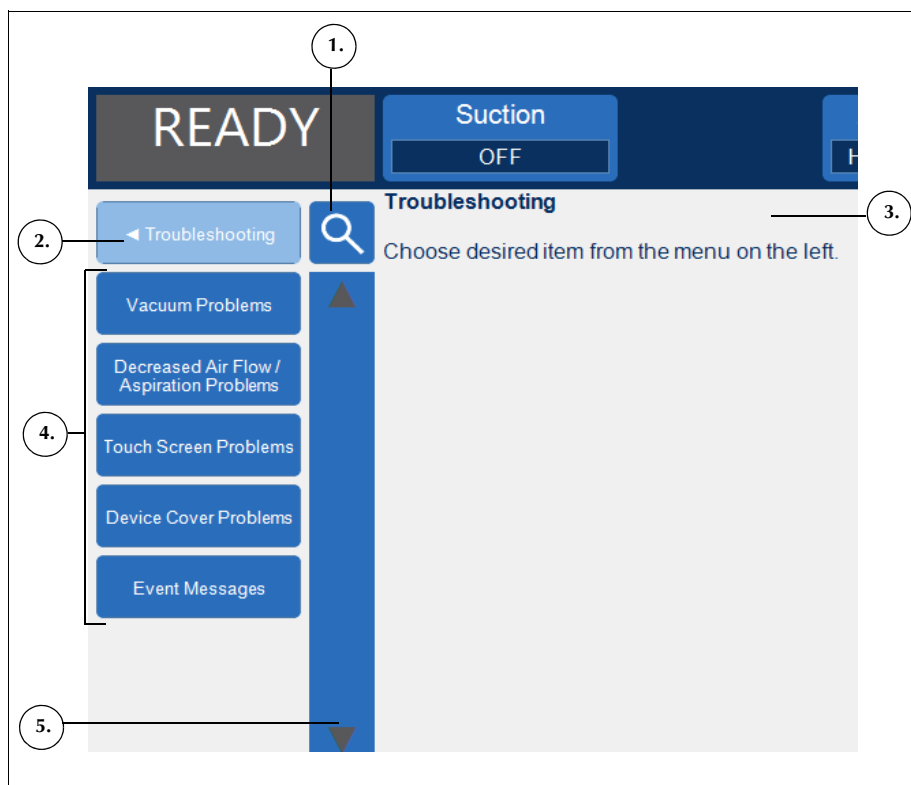 1.
READY
Suction
OFF
H
2.
◄ Troubleshooting
Troubleshooting
3.
Choose desired item from the menu on the left.
Vacuum Problems
Decreased Air Flow /
Aspiration Problems
4.
Touch Screen Problems
Device Cover Problems
Event Messages
5.